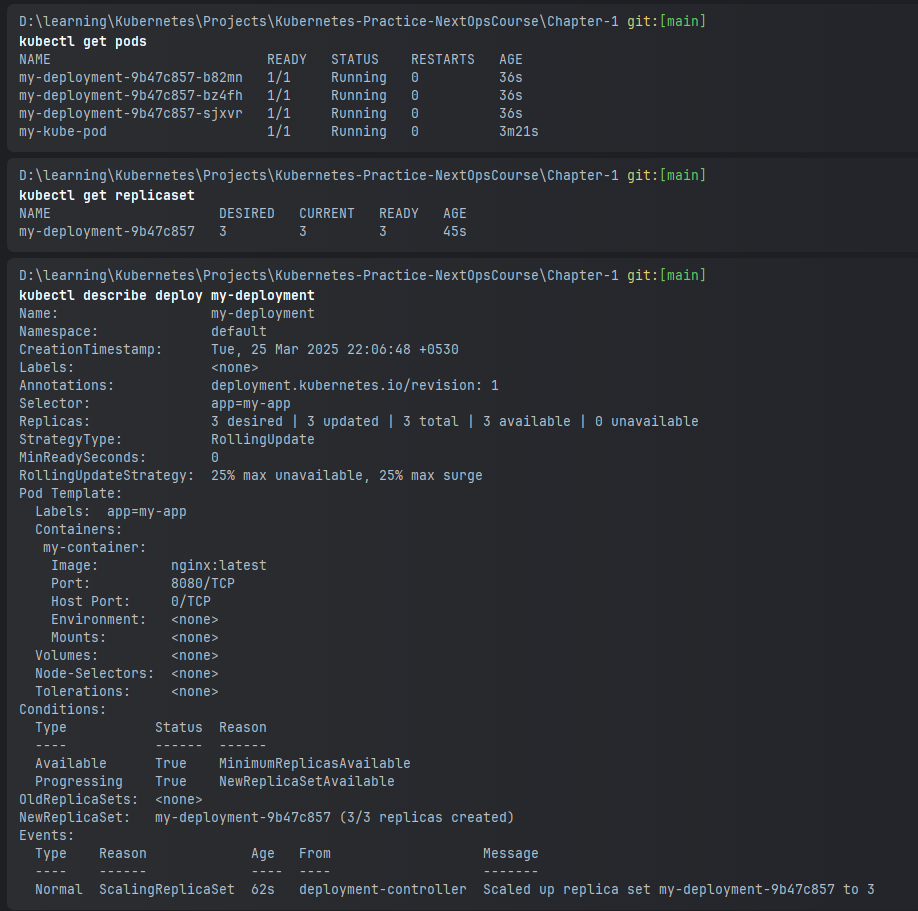 D:\learning\Kubernetes\Projects\Kubernetes-Practice-NextOpsCourse\Chapter-1 git:[main]
kubectl get pods
NAME                           READY   STATUS    RESTARTS   AGE
my-deployment-9b47c857-b82mn   1/1     Running   0          36s
my-deployment-9b47c857-bz4fh   1/1     Running   0          36s
my-deployment-9b47c857-sjxvr   1/1     Running   0          36s
my-kube-pod                    1/1     Running   0          3m21s
D:\learning\Kubernetes\Projects\Kubernetes-Practice-NextOpsCourse\Chapter-1 git:[main]
kubectl get replicaset
NAME                     DESIRED   CURRENT   READY   AGE
my-deployment-9b47c857   3         3         3       45s
D:\learning\Kubernetes\Projects\Kubernetes-Practice-NextOpsCourse\Chapter-1 git:[main]
kubectl describe deploy my-deployment
Name:                   my-deployment
Namespace:              default
CreationTimestamp:      Tue, 25 Mar 2025 22:06:48 +0530
Labels:                 <none>
Annotations:            deployment.kubernetes.io/revision: 1
Selector:               app=my-app
Replicas:               3 desired | 3 updated | 3 total | 3 available | 0 unavailable
StrategyType:           RollingUpdate
MinReadySeconds:        0
RollingUpdateStrategy:  25% max unavailable, 25% max surge
Pod Template:
  Labels:  app=my-app
  Containers:
   my-container:
    Image:         nginx:latest
    Port:          8080/TCP
    Host Port:     0/TCP
    Environment:   <none>
    Mounts:        <none>
  Volumes:         <none>
  Node-Selectors:  <none>
  Tolerations:     <none>
Conditions:
  Type           Status  Reason
  ----           ------  ------
  Available      True    MinimumReplicasAvailable
  Progressing    True    NewReplicaSetAvailable
OldReplicaSets:  <none>
NewReplicaSet:   my-deployment-9b47c857 (3/3 replicas created)
Events:
  Type    Reason             Age   From                   Message
  ----    ------             ----  ----                   -------
  Normal  ScalingReplicaSet  62s   deployment-controller  Scaled up replica set my-deployment-9b47c857 to 3